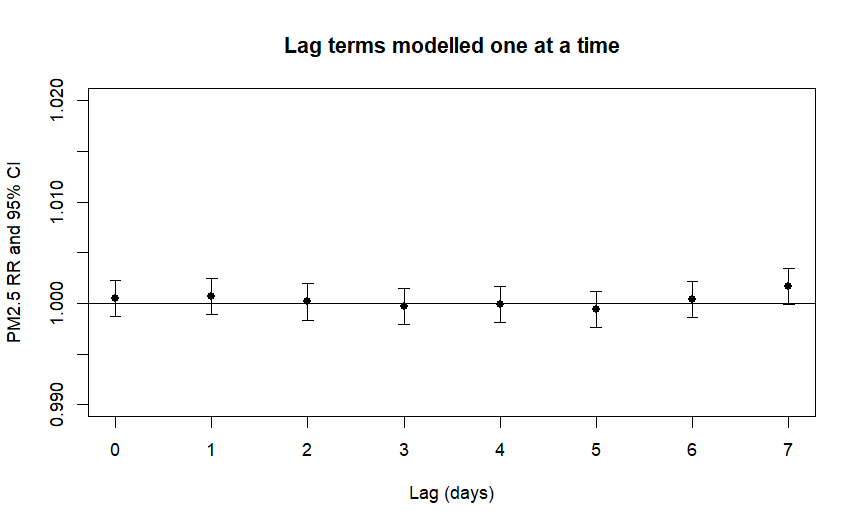 Lag terms modelled one at a time
PM2.5 RR and 95% CI
1.020
1.010
1.000
0.990
0 1 2 3 4 5 6 7
Lag (days)